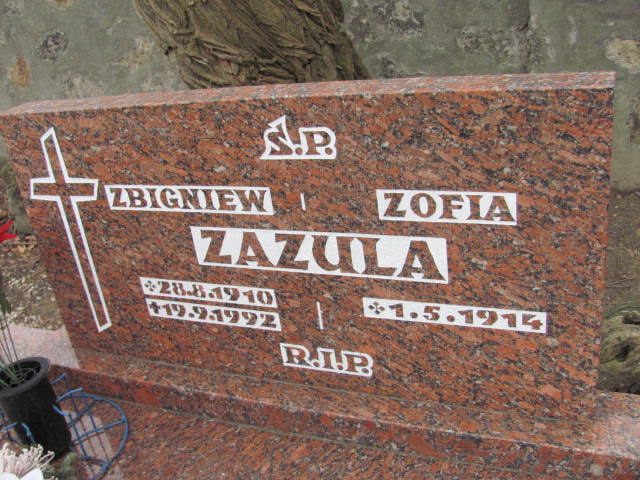 Ś.P.
ZBIGNIEW ZOFIA
ZAZULA
28.8.1910 1.5.1914
†19.9.1992
R.I.P.